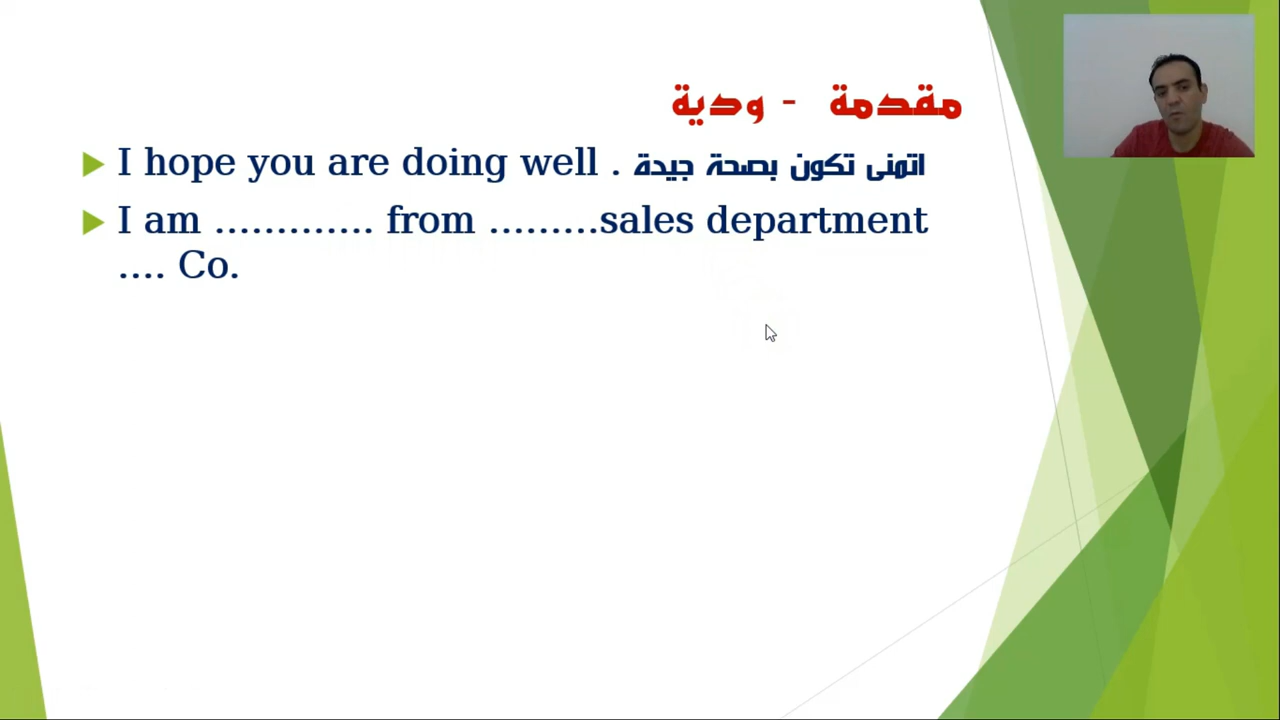 مقدمة - ودية
I hope you are doing well . اتمنى تكون بصحة جيدة
I am ............. from .........sales department
.... Co.